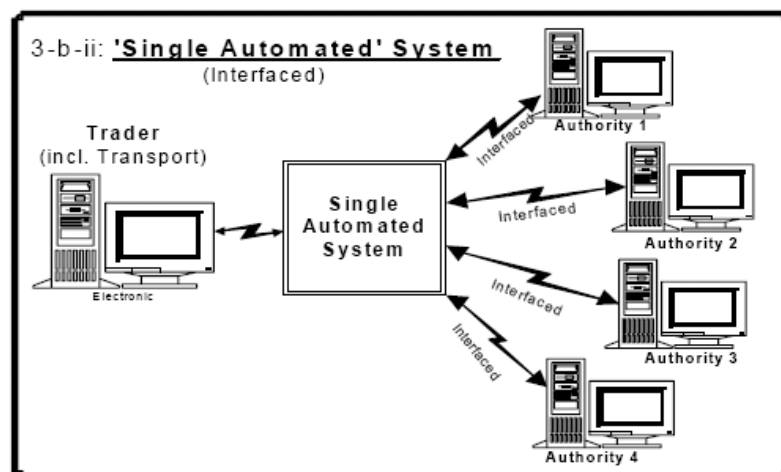 3-b-ii: 'Single Automated' System
(Interfaced)
Trader
(incl. Transport)
Electronic
Single
Automated
System
Interfaced
Authority 1
Interfaced
Authority 2
Interfaced
Authority 3
Interfaced
Authority 4